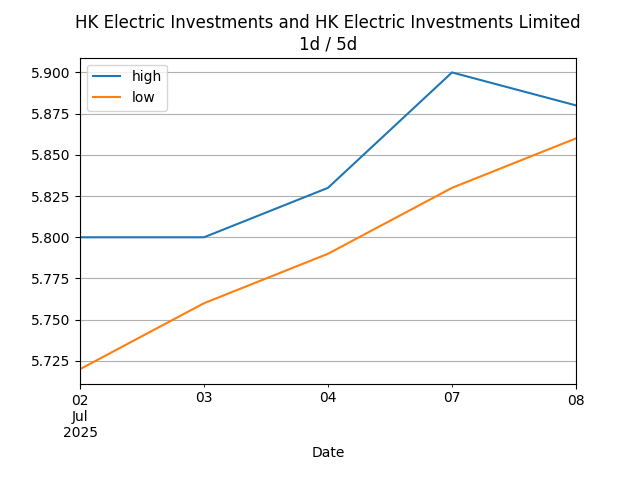 HK Electric Investments and HK Electric Investments Limited
1d / 5d
high
low
5.900
5.875
5.850
5.825
5.800
5.775
5.750
5.725
02
Jul
2025
03
04
07
08
Date